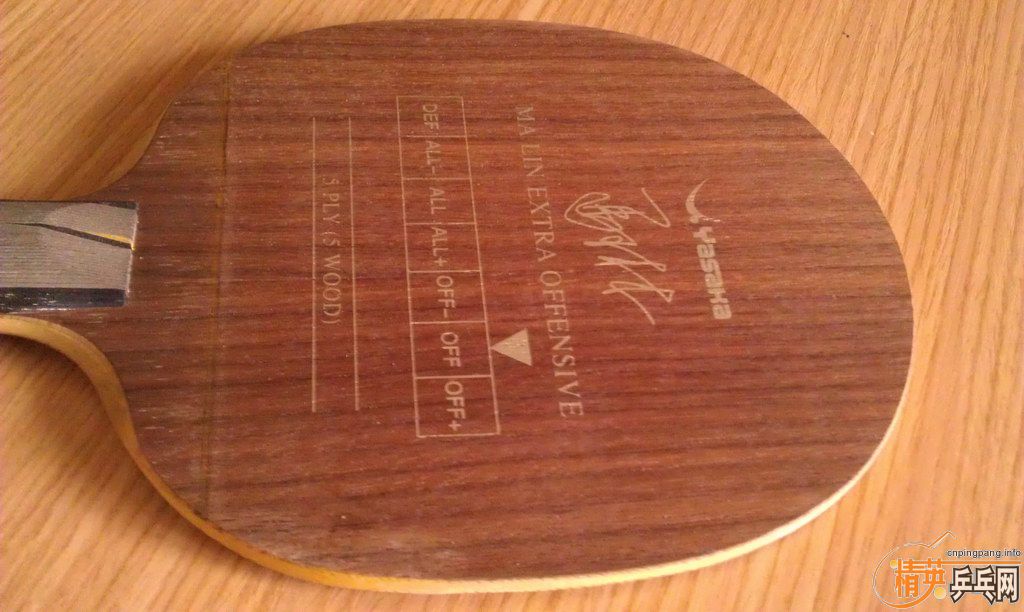 Yasaka
MA LIN EXTRA OFFENSIVE
DEF ALL- ALL ALL+ OFF- OFF OFF+
5 PLY (5 WOOD)
cnpingpang.info
精英乒乓网